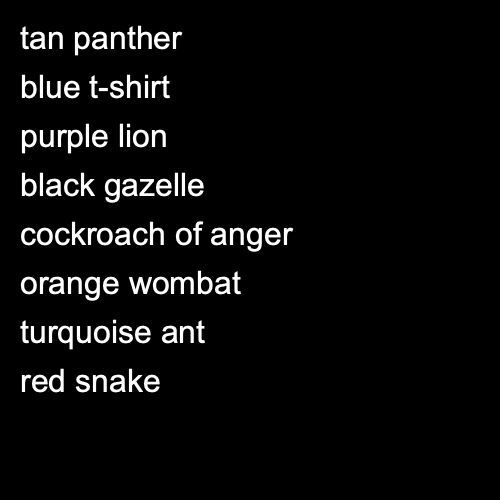 tan panther
blue t-shirt
purple lion
black gazelle
cockroach of anger
orange wombat
turquoise ant
red snake